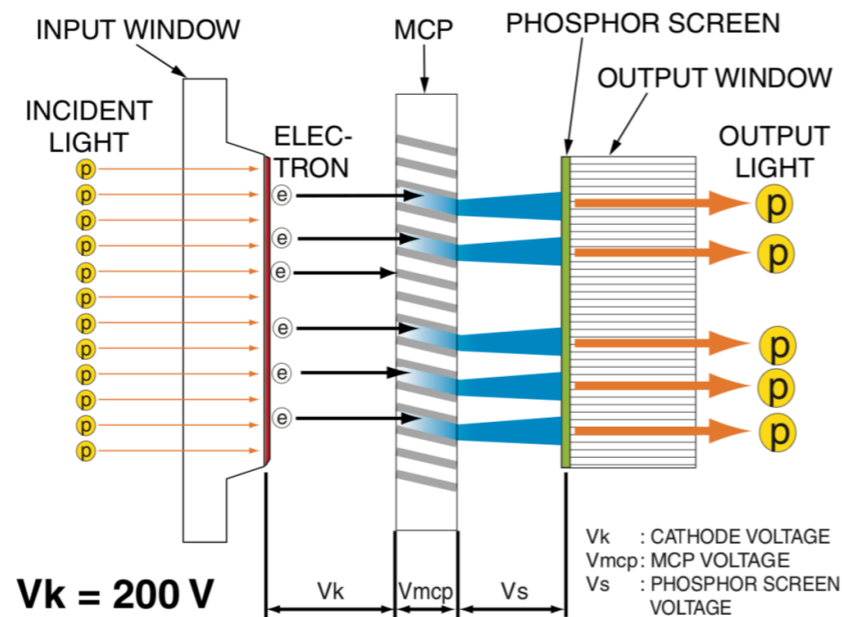 INPUT WINDOW
MCP
PHOSPHOR SCREEN
OUTPUT WINDOW
INCIDENT
LIGHT
ELEC-
TRON
OUTPUT
LIGHT
p
p
p
p
p
p
p
p
p
p
p
p
e
e
e
e
e
e
p
p
p
p
p
Vk = 200 V
Vk
Vmcp
Vs
Vk : CATHODE VOLTAGE
Vmcp: MCP VOLTAGE
Vs : PHOSPHOR SCREEN
VOLTAGE